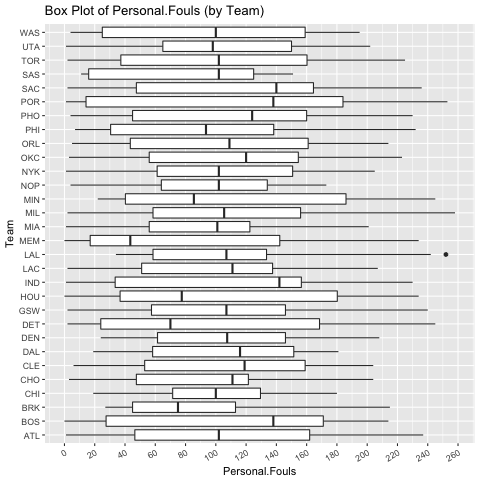 Box Plot of Personal.Fouls (by Team)
WAS
UTA
TOR
SAS
SAC
POR
PHO
PHI
ORL
OKC
NYK
NOP
MIN
MIL
MIA
MEM
LAL
LAC
IND
HOU
GSW
DET
DEN
DAL
CLE
CHO
CHI
BRK
BOS
ATL
Team
0 20 40 60 80 100 120 140 160 180 200 220 240 260
Personal.Fouls